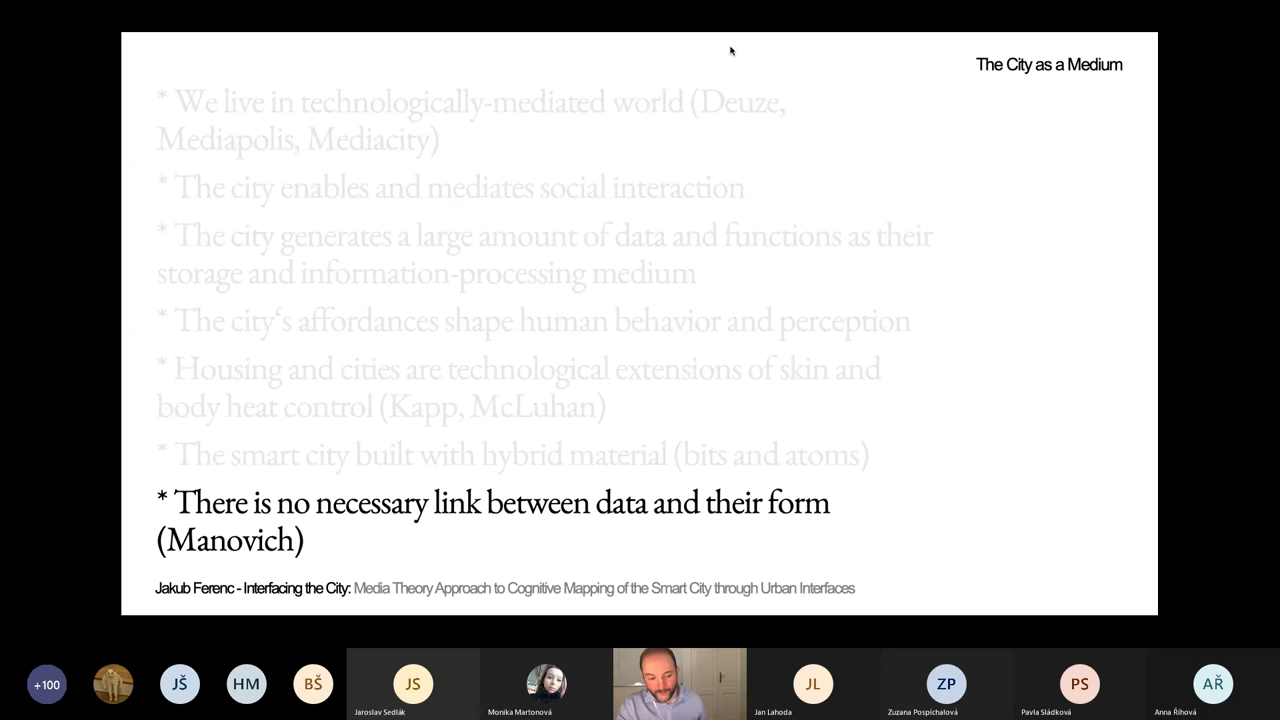 The City as a Medium
* We live in technologically-mediated world (Deuze,
Mediapolis, Mediacity)
* The city enables and mediates social interaction
* The city generates a large amount of data and functions as their
storage and information-processing medium
* The city‘s affordances shape human behavior and perception
* Housing and cities are technological extensions of skin and
body heat control (Kapp, McLuhan)
* The smart city built with hybrid material (bits and atoms)
* There is no necessary link between data and their form
(Manovich)
Jakub Ferenc - Interfacing the City: Media Theory Approach to Cognitive Mapping of the Smart City through Urban Interfaces
+100
JŠ
HM
BŠ
JS
Jaroslav Sedlák
Monika Martonová
JL
Jan Lahoda
ZP
Zuzana Pospíchalová
PS
Pavla Sládková
AŘ
Anna Říhová